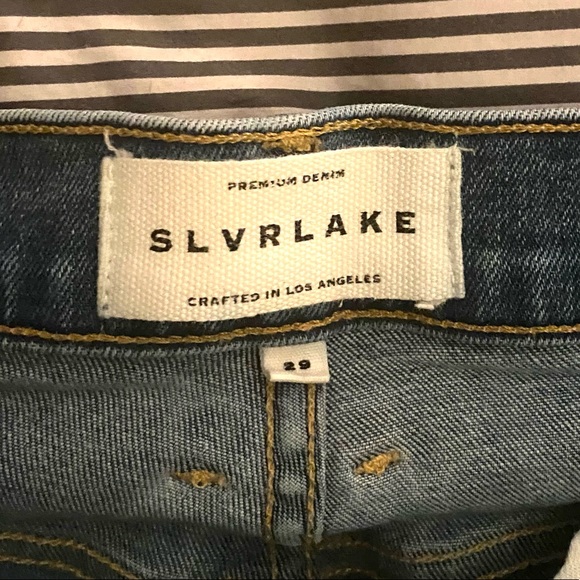 PREMIUM DENIM
SLVRLAKE
CRAFTED IN LOS ANGELES
29